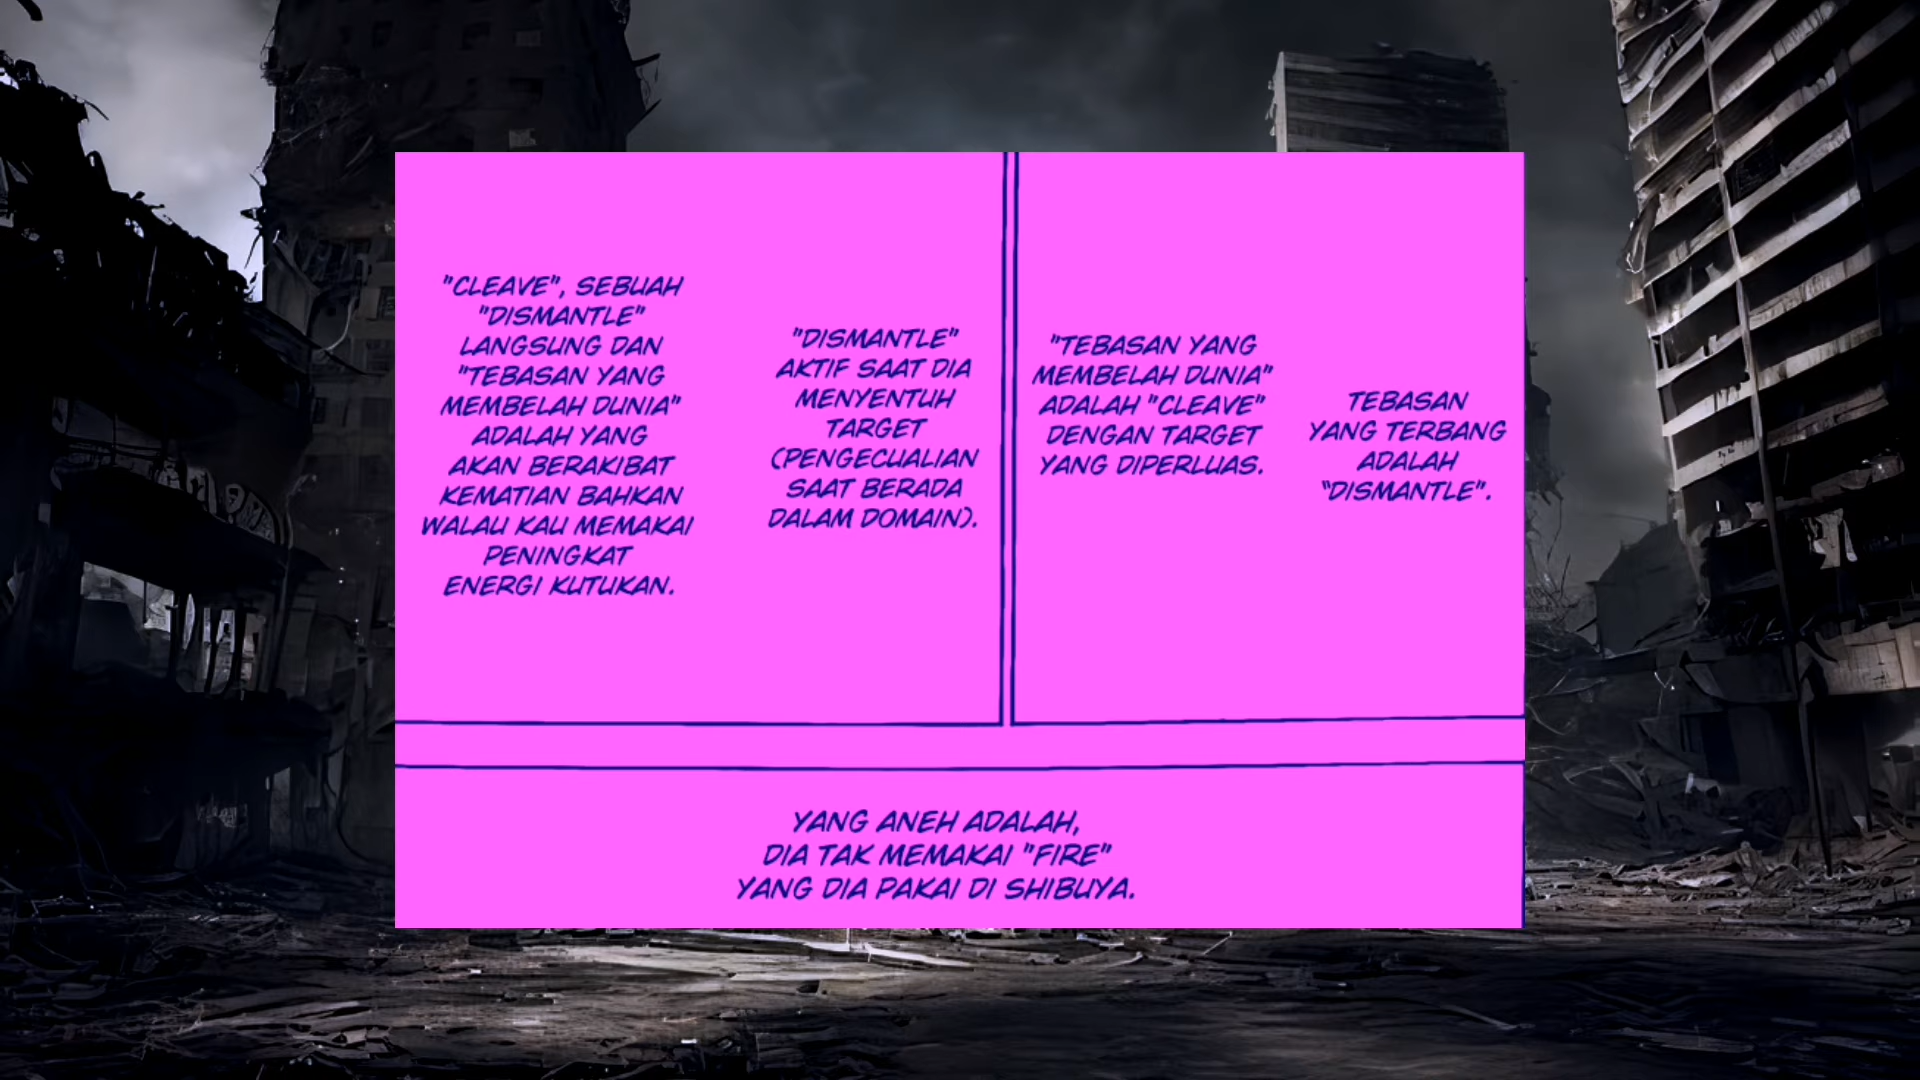 "CLEAVE", SEBUAH
"DISMANTLE"
LANGSUNG DAN
"TEBASAN YANG
MEMBELAH DUNIA"
ADALAH YANG
AKAN BERAKIBAT
KEMATIAN BAHKAN
WALAU KAU MEMAKAI
PENINGKAT
ENERGI KUTUKAN.
"DISMANTLE"
AKTIF SAAT DIA
MENYENTUH
TARGET
(PENGECUALIAN
SAAT BERADA
DALAM DOMAIN).
"TEBASAN YANG
MEMBELAH DUNIA"
ADALAH "CLEAVE"
DENGAN TARGET
YANG DIPERLUAS.
TEBASAN
YANG TERBANG
ADALAH
"DISMANTLE".
YANG ANEH ADALAH,
DIA TAK MEMAKAI "FIRE"
YANG DIA PAKAI DI SHIBUYA.